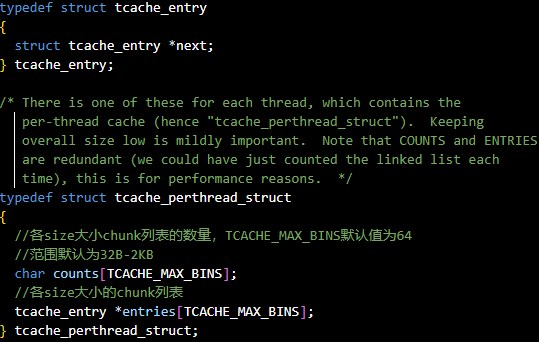 typedef struct tcache_entry
{
struct tcache_entry *next;
} tcache_entry;
/* There is one of these for each thread, which contains the
per-thread cache (hence "tcache_perthread_struct"). Keeping
overall size low is mildly important. Note that COUNTS and ENTRIES
are redundant (we could have just counted the linked list each
time), this is for performance reasons. */
typedef struct tcache_perthread_struct
{
//各size大小chunk列表的数量，TCACHE_MAX_BINS默认值为64
//范围默认为32B-2KB
char counts[TCACHE_MAX_BINS];
//各size大小的chunk列表
tcache_entry *entries[TCACHE_MAX_BINS];
} tcache_perthread_struct;